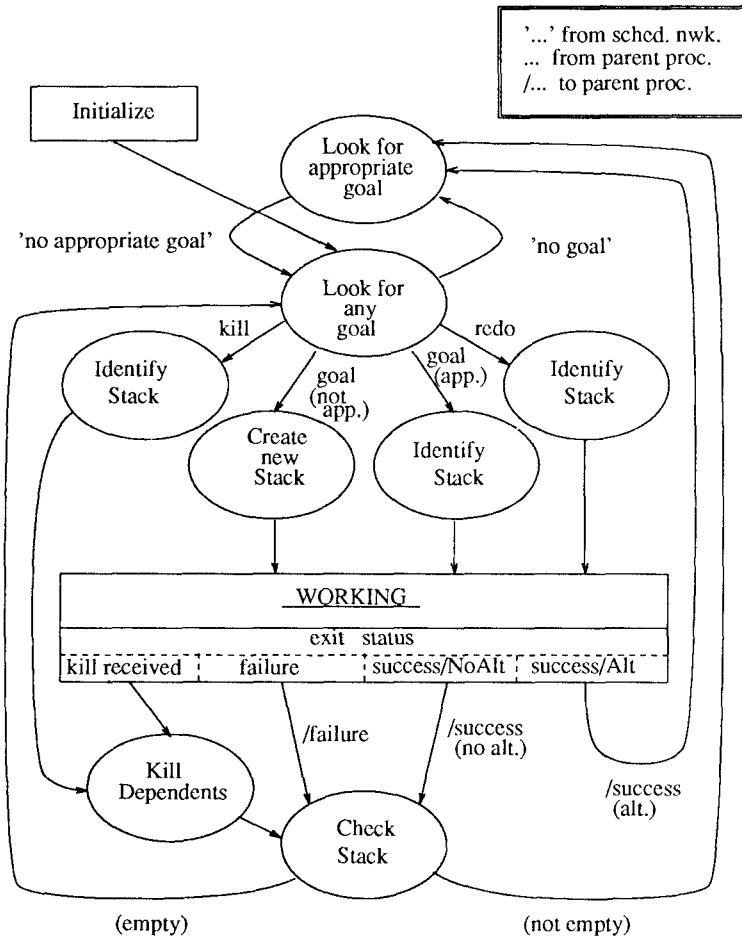 '...' from sched. nwk.
... from parent proc.
/... to parent proc.
Initialize
Look for
appropriate
goal
'no appropriate goal'
'no goal'
Look for
any
goal
kill
redo
Identify
Stack
goal
(not
app.)
goal
(app.)
Identify
Stack
Create
new
Stack
Identify
Stack
WORKING
exit status
kill received
failure
success/NoAlt
success/Alt
/failure
/success
(no alt.)
/success
(alt.)
Kill
Dependents
Check
Stack
(empty)
(not empty)